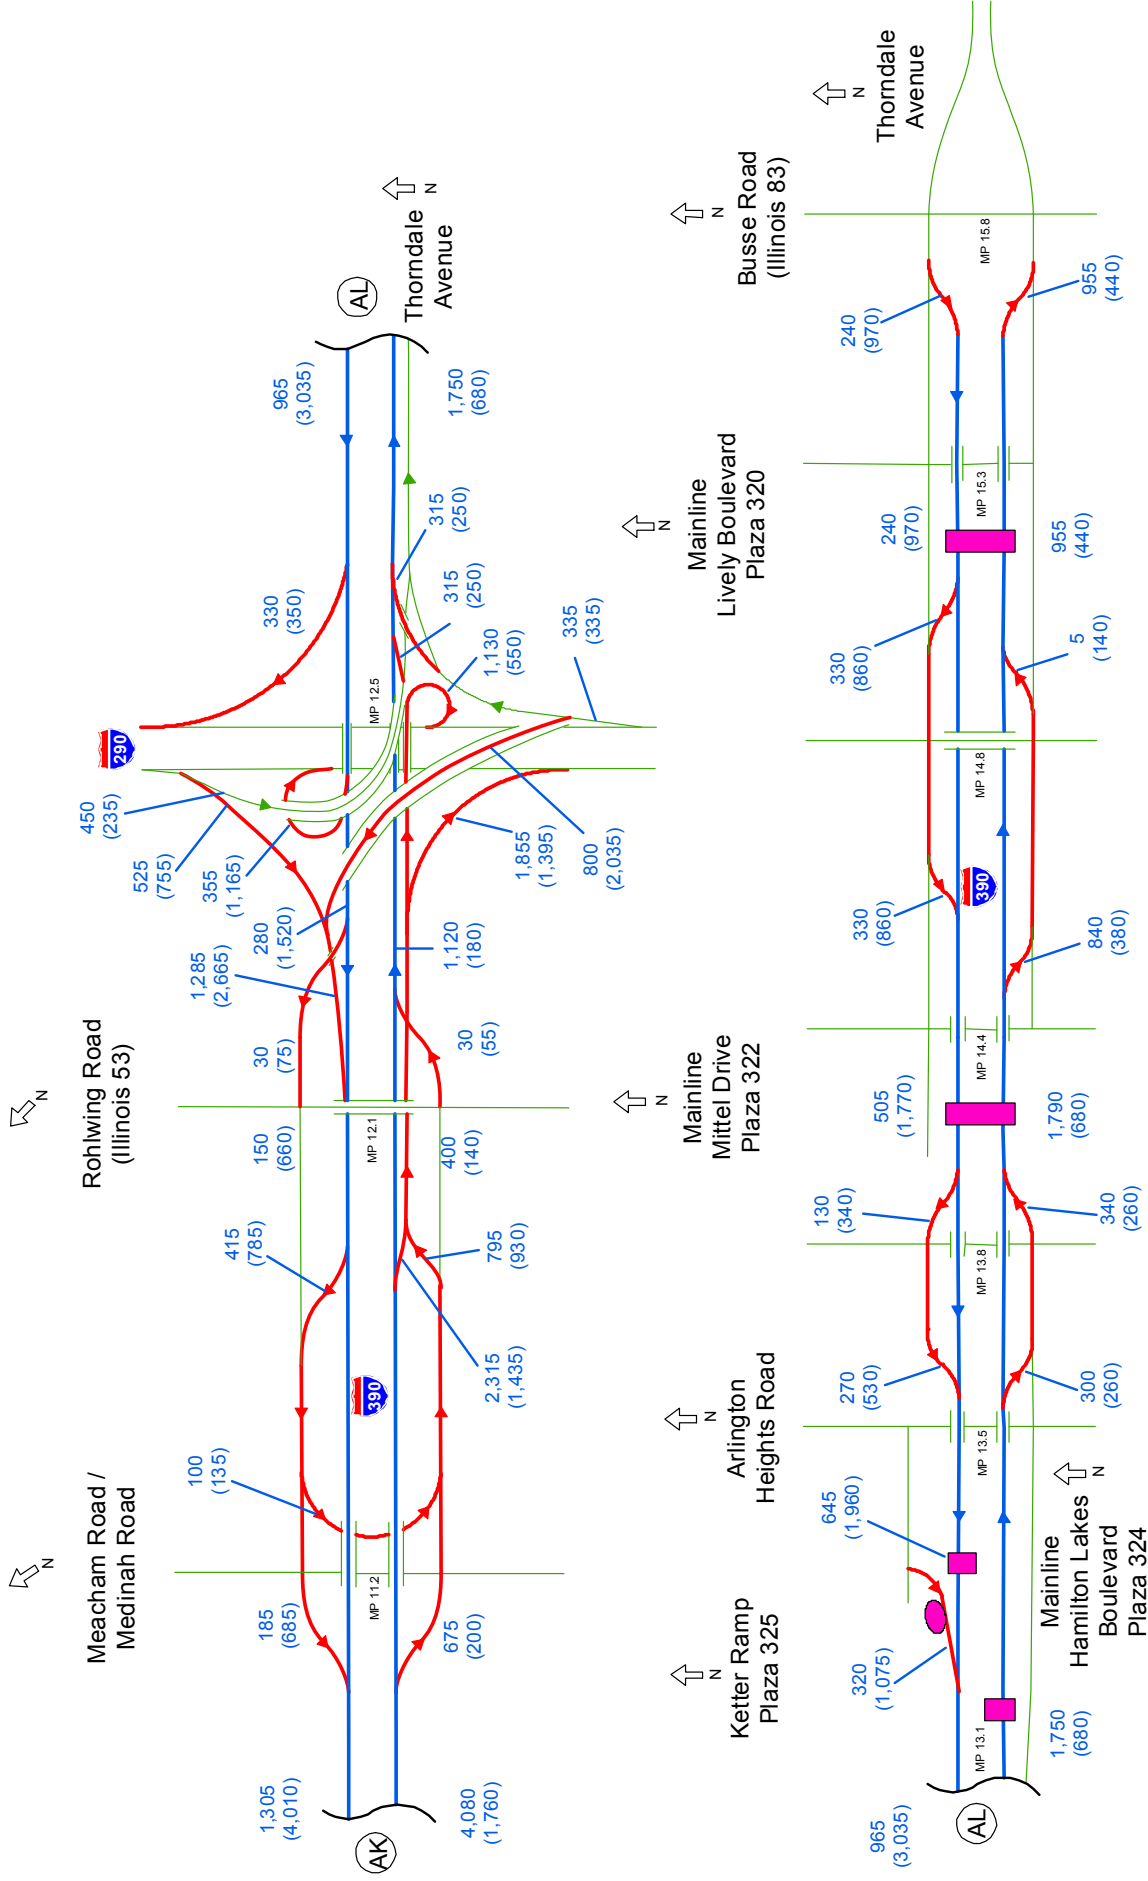 Meacham Road /
Medinah Road
N
Rohlwing Road
(Illinois 53)
N
290
Thorndale
Avenue
N
AL
AK
1,305
(4,010)
4,080
(1,760)
185
(685)
675
(200)
MP 11.2
100
(135)
390
415
(785)
2,315
(1,435)
795
(930)
150
(660)
400
(140)
MP 12.1
30
(75)
30
(55)
1,285
(2,665)
280
(1,520)
1,120
(180)
355
(1,165)
525
(755)
450
(235)
1,855
(1,395)
800
(2,035)
MP 12.5
335
(335)
1,130
(550)
315
(250)
315
(250)
330
(350)
965
(3,035)
1,750
(680)
Ketter Ramp
Plaza 325
N
Arlington
Heights Road
N
Mainline
Mittel Drive
Plaza 322
N
Mainline
Lively Boulevard
Plaza 320
N
Busse Road
(Illinois 83)
N
Thorndale
Avenue
N
965
(3,035)
AL
MP 13.1
1,750
(680)
320
(1,075)
645
(1,960)
Mainline
Hamilton Lakes
Boulevard
Plaza 324
N
MP 13.5
270
(530)
300
(260)
MP 13.8
130
(340)
340
(260)
505
(1,770)
1,790
(680)
MP 14.4
330
(860)
840
(380)
390
MP 14.8
330
(860)
5
(140)
240
(970)
955
(440)
MP 15.3
240
(970)
955
(440)
MP 15.8